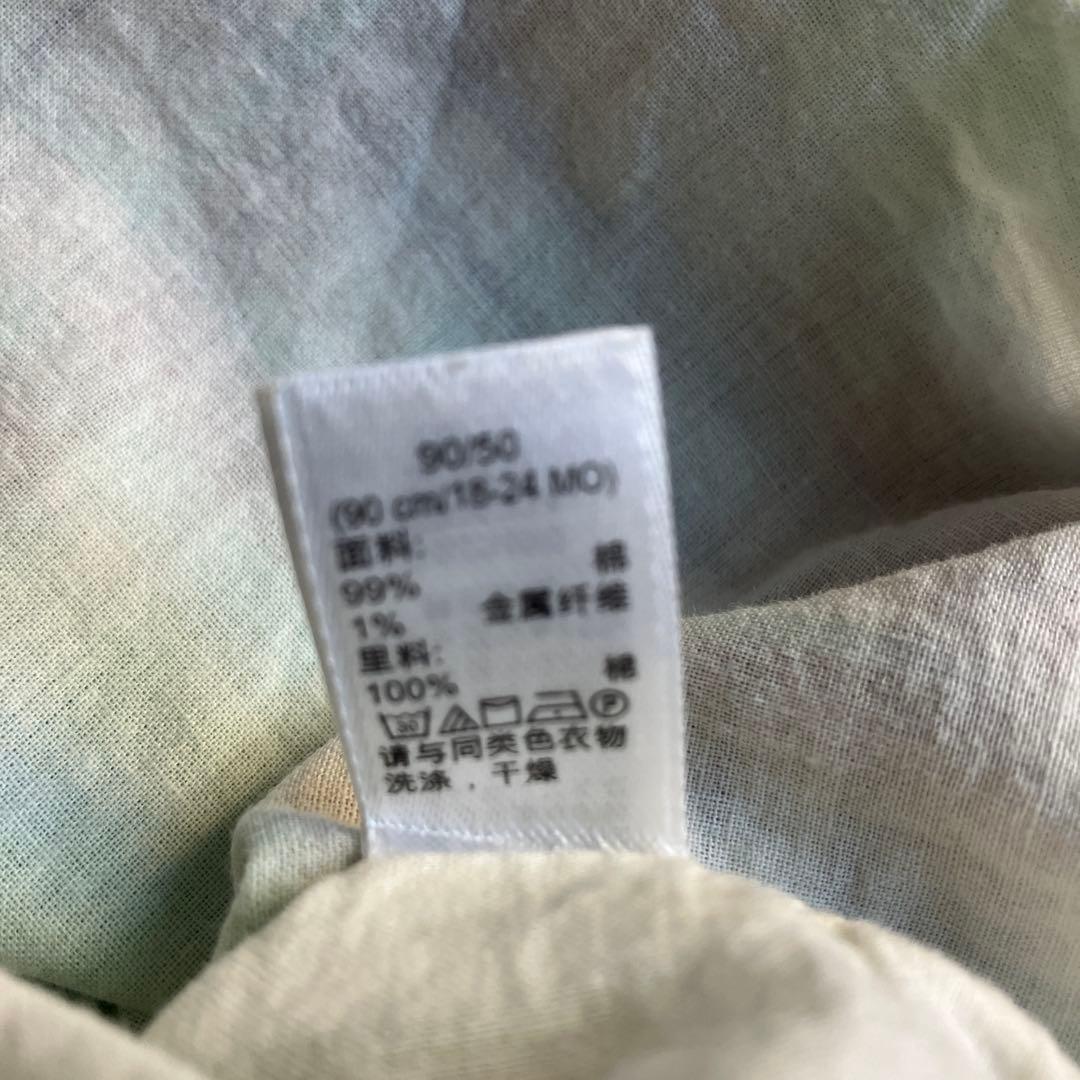 90/50
(90 cm/18-24 MO)
面料:
99% 棉
1% 金属纤维
里料:
100% 棉
30 P
请与同类色衣物
洗涤，干燥